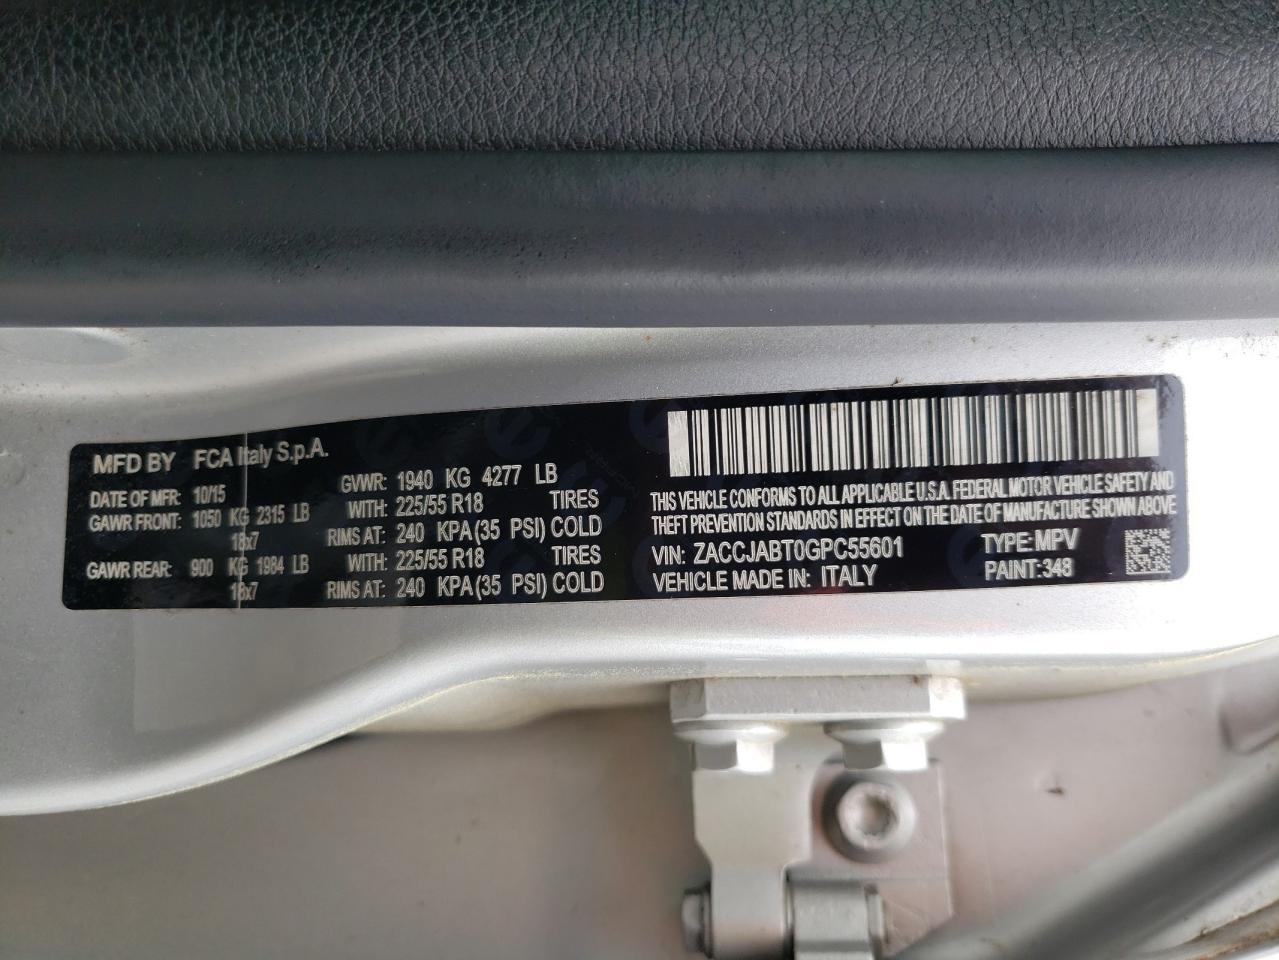 MFD BY FCA Italy S.p.A.
DATE OF MFR: 10/15 GVWR: 1940 KG 4277 LB
GAWR FRONT: 1050 KG 2315 LB WITH: 225/55 R18 TIRES
18x7 RIMS AT: 240 KPA (35 PSI) COLD
GAWR REAR: 900 KG 1984 LB WITH: 225/55 R18 TIRES
18x7 RIMS AT: 240 KPA (35 PSI) COLD
THIS VEHICLE CONFORMS TO ALL APPLICABLE U.S.A. FEDERAL MOTOR VEHICLE SAFETY AND
THEFT PREVENTION STANDARDS IN EFFECT ON THE DATE OF MANUFACTURE SHOWN ABOVE
VIN: ZACCJABT0GPC55601 TYPE: MPV
VEHICLE MADE IN: ITALY PAINT: 348